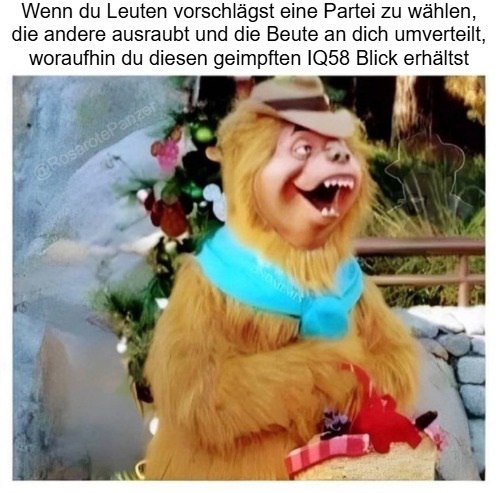 Wenn du Leuten vorschlägst eine Partei zu wählen,
die andere ausraubt und die Beute an dich umverteilt,
woraufhin du diesen geimpften IQ58 Blick erhältst
@RosarotePanzer